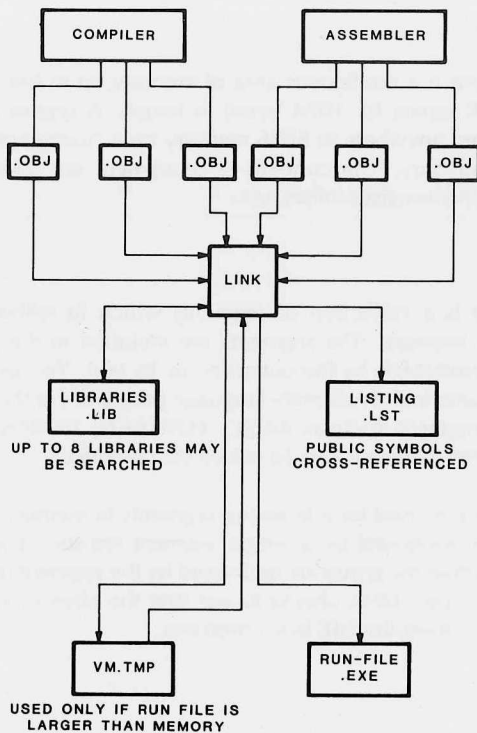 COMPILER
ASSEMBLER
.OBJ
.OBJ
.OBJ
.OBJ
.OBJ
.OBJ
LINK
LIBRARIES
.LIB
UP TO 8 LIBRARIES MAY
BE SEARCHED
LISTING
.LST
PUBLIC SYMBOLS
CROSS-REFERENCED
VM.TMP
USED ONLY IF RUN FILE IS
LARGER THAN MEMORY
RUN-FILE
.EXE